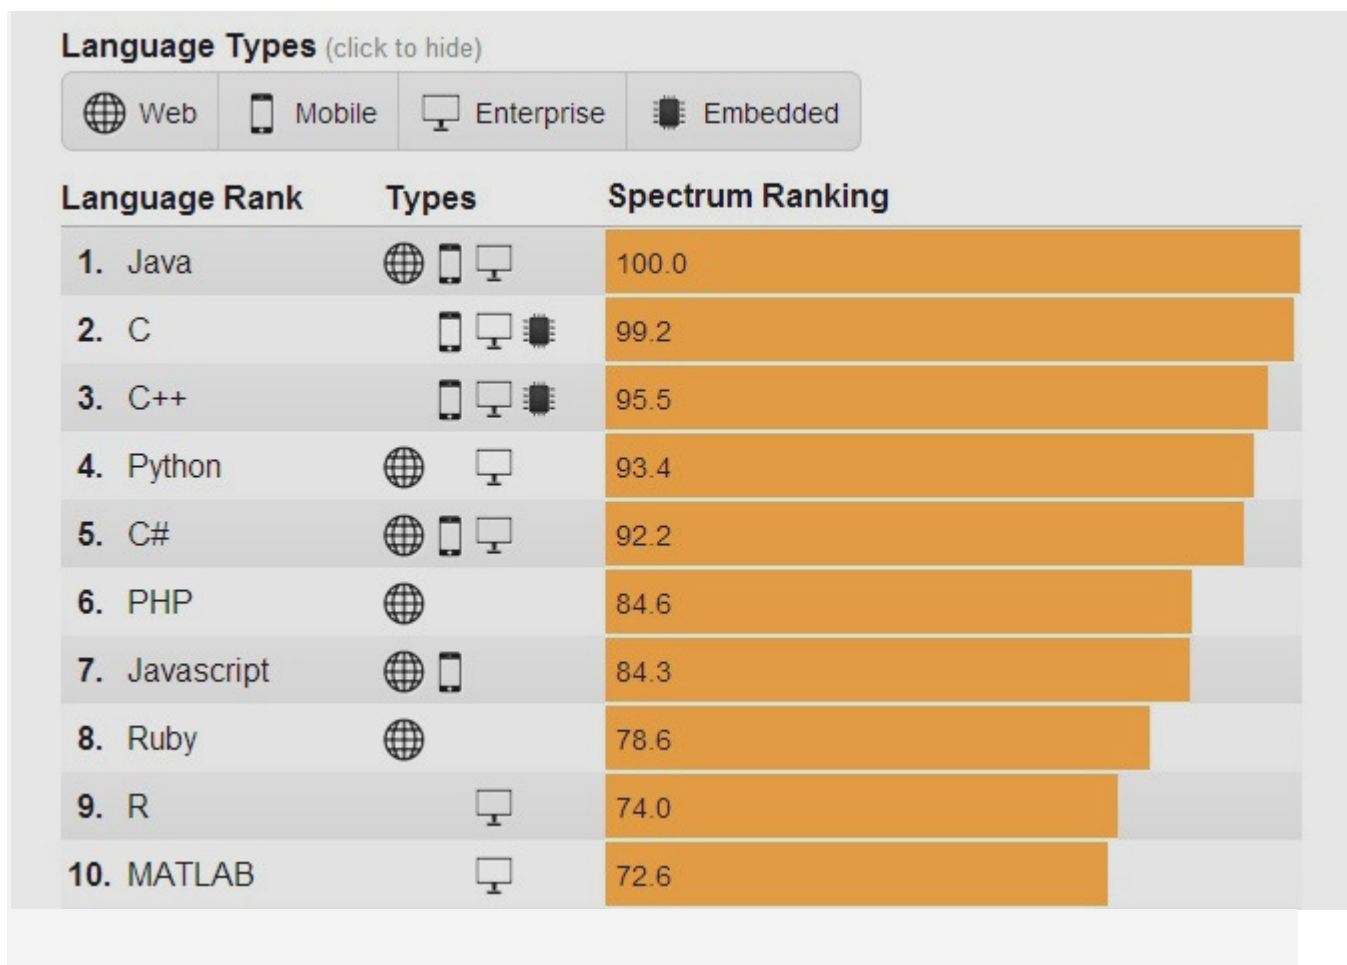 Language Types (click to hide)
Web Mobile Enterprise Embedded
Language Rank Types Spectrum Ranking
1. Java 100.0
2. C 99.2
3. C++ 95.5
4. Python 93.4
5. C# 92.2
6. PHP 84.6
7. Javascript 84.3
8. Ruby 78.6
9. R 74.0
10. MATLAB 72.6